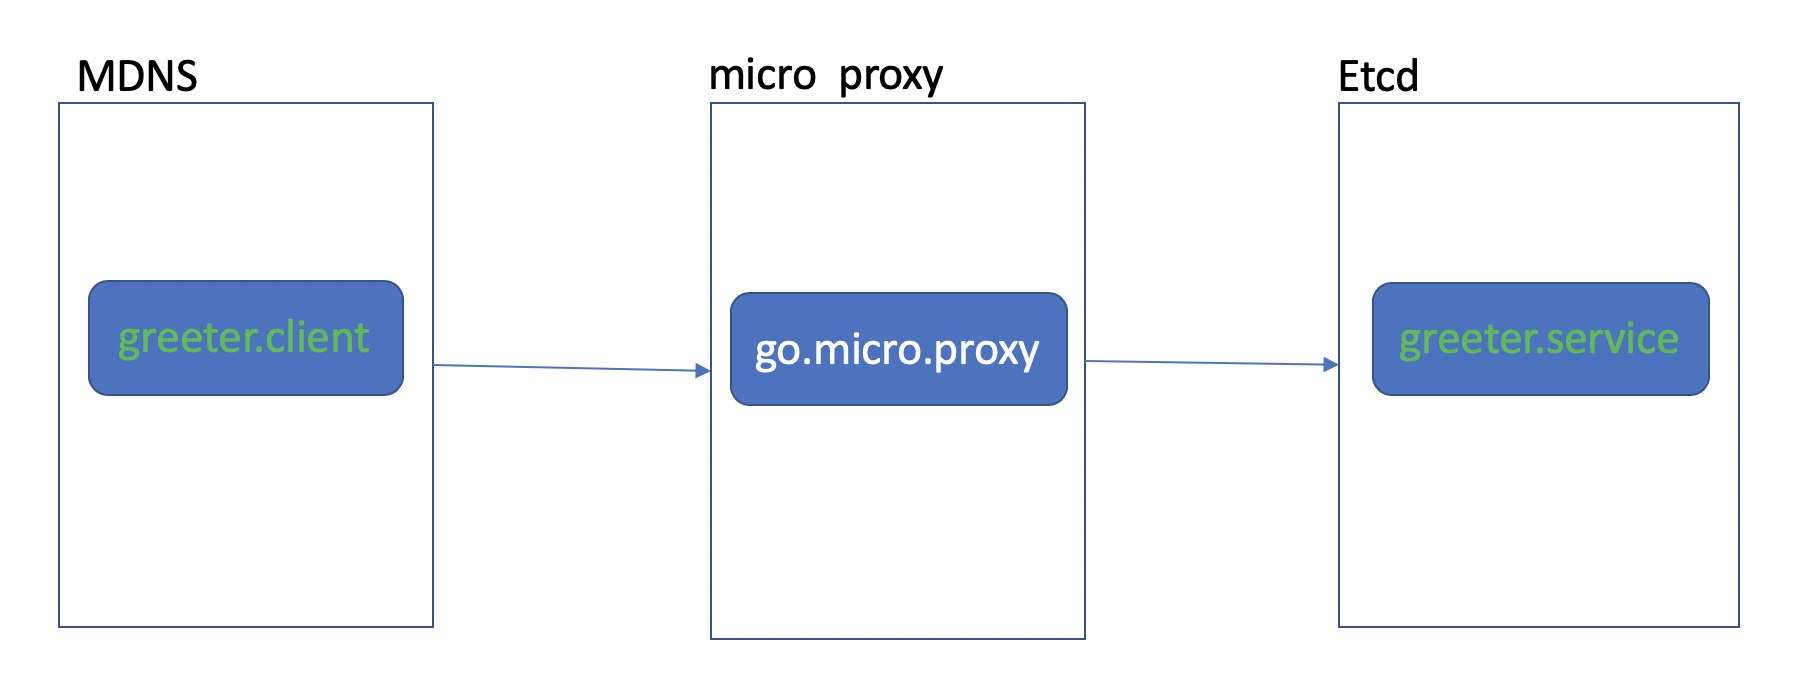 MDNS
micro proxy
Etcd
greeter.client
go.micro.proxy
greeter.service